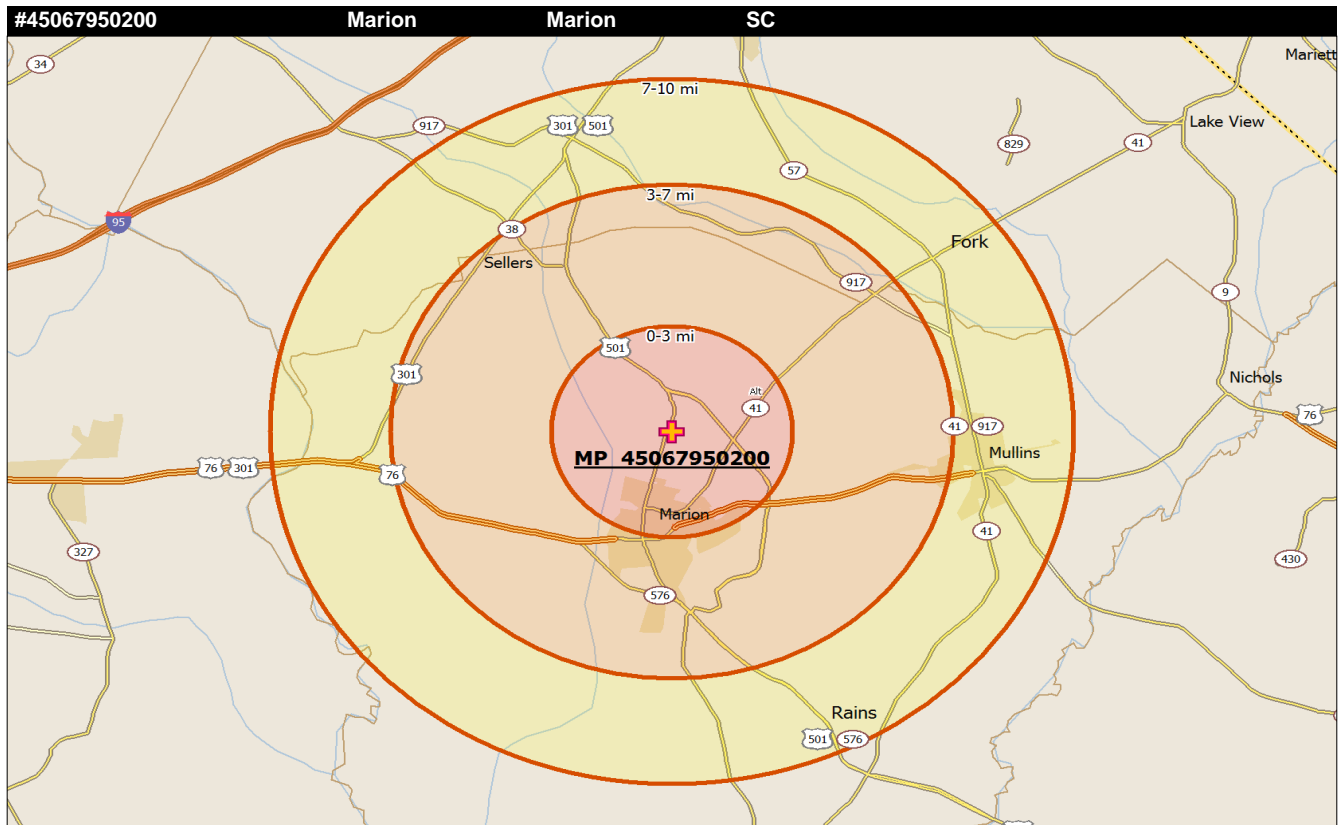 #45067950200 Marion Marion SC
34
Mariett
7-10 mi
917
301 501
Lake View
829
41
57
3-7 mi
95
38
Fork
Sellers
917
9
0-3 mi
501
301
Nichols
Alt
41
76
41 917
MP 45067950200
Mullins
76 301
76
Marion
41
327
430
576
Rains
501 576